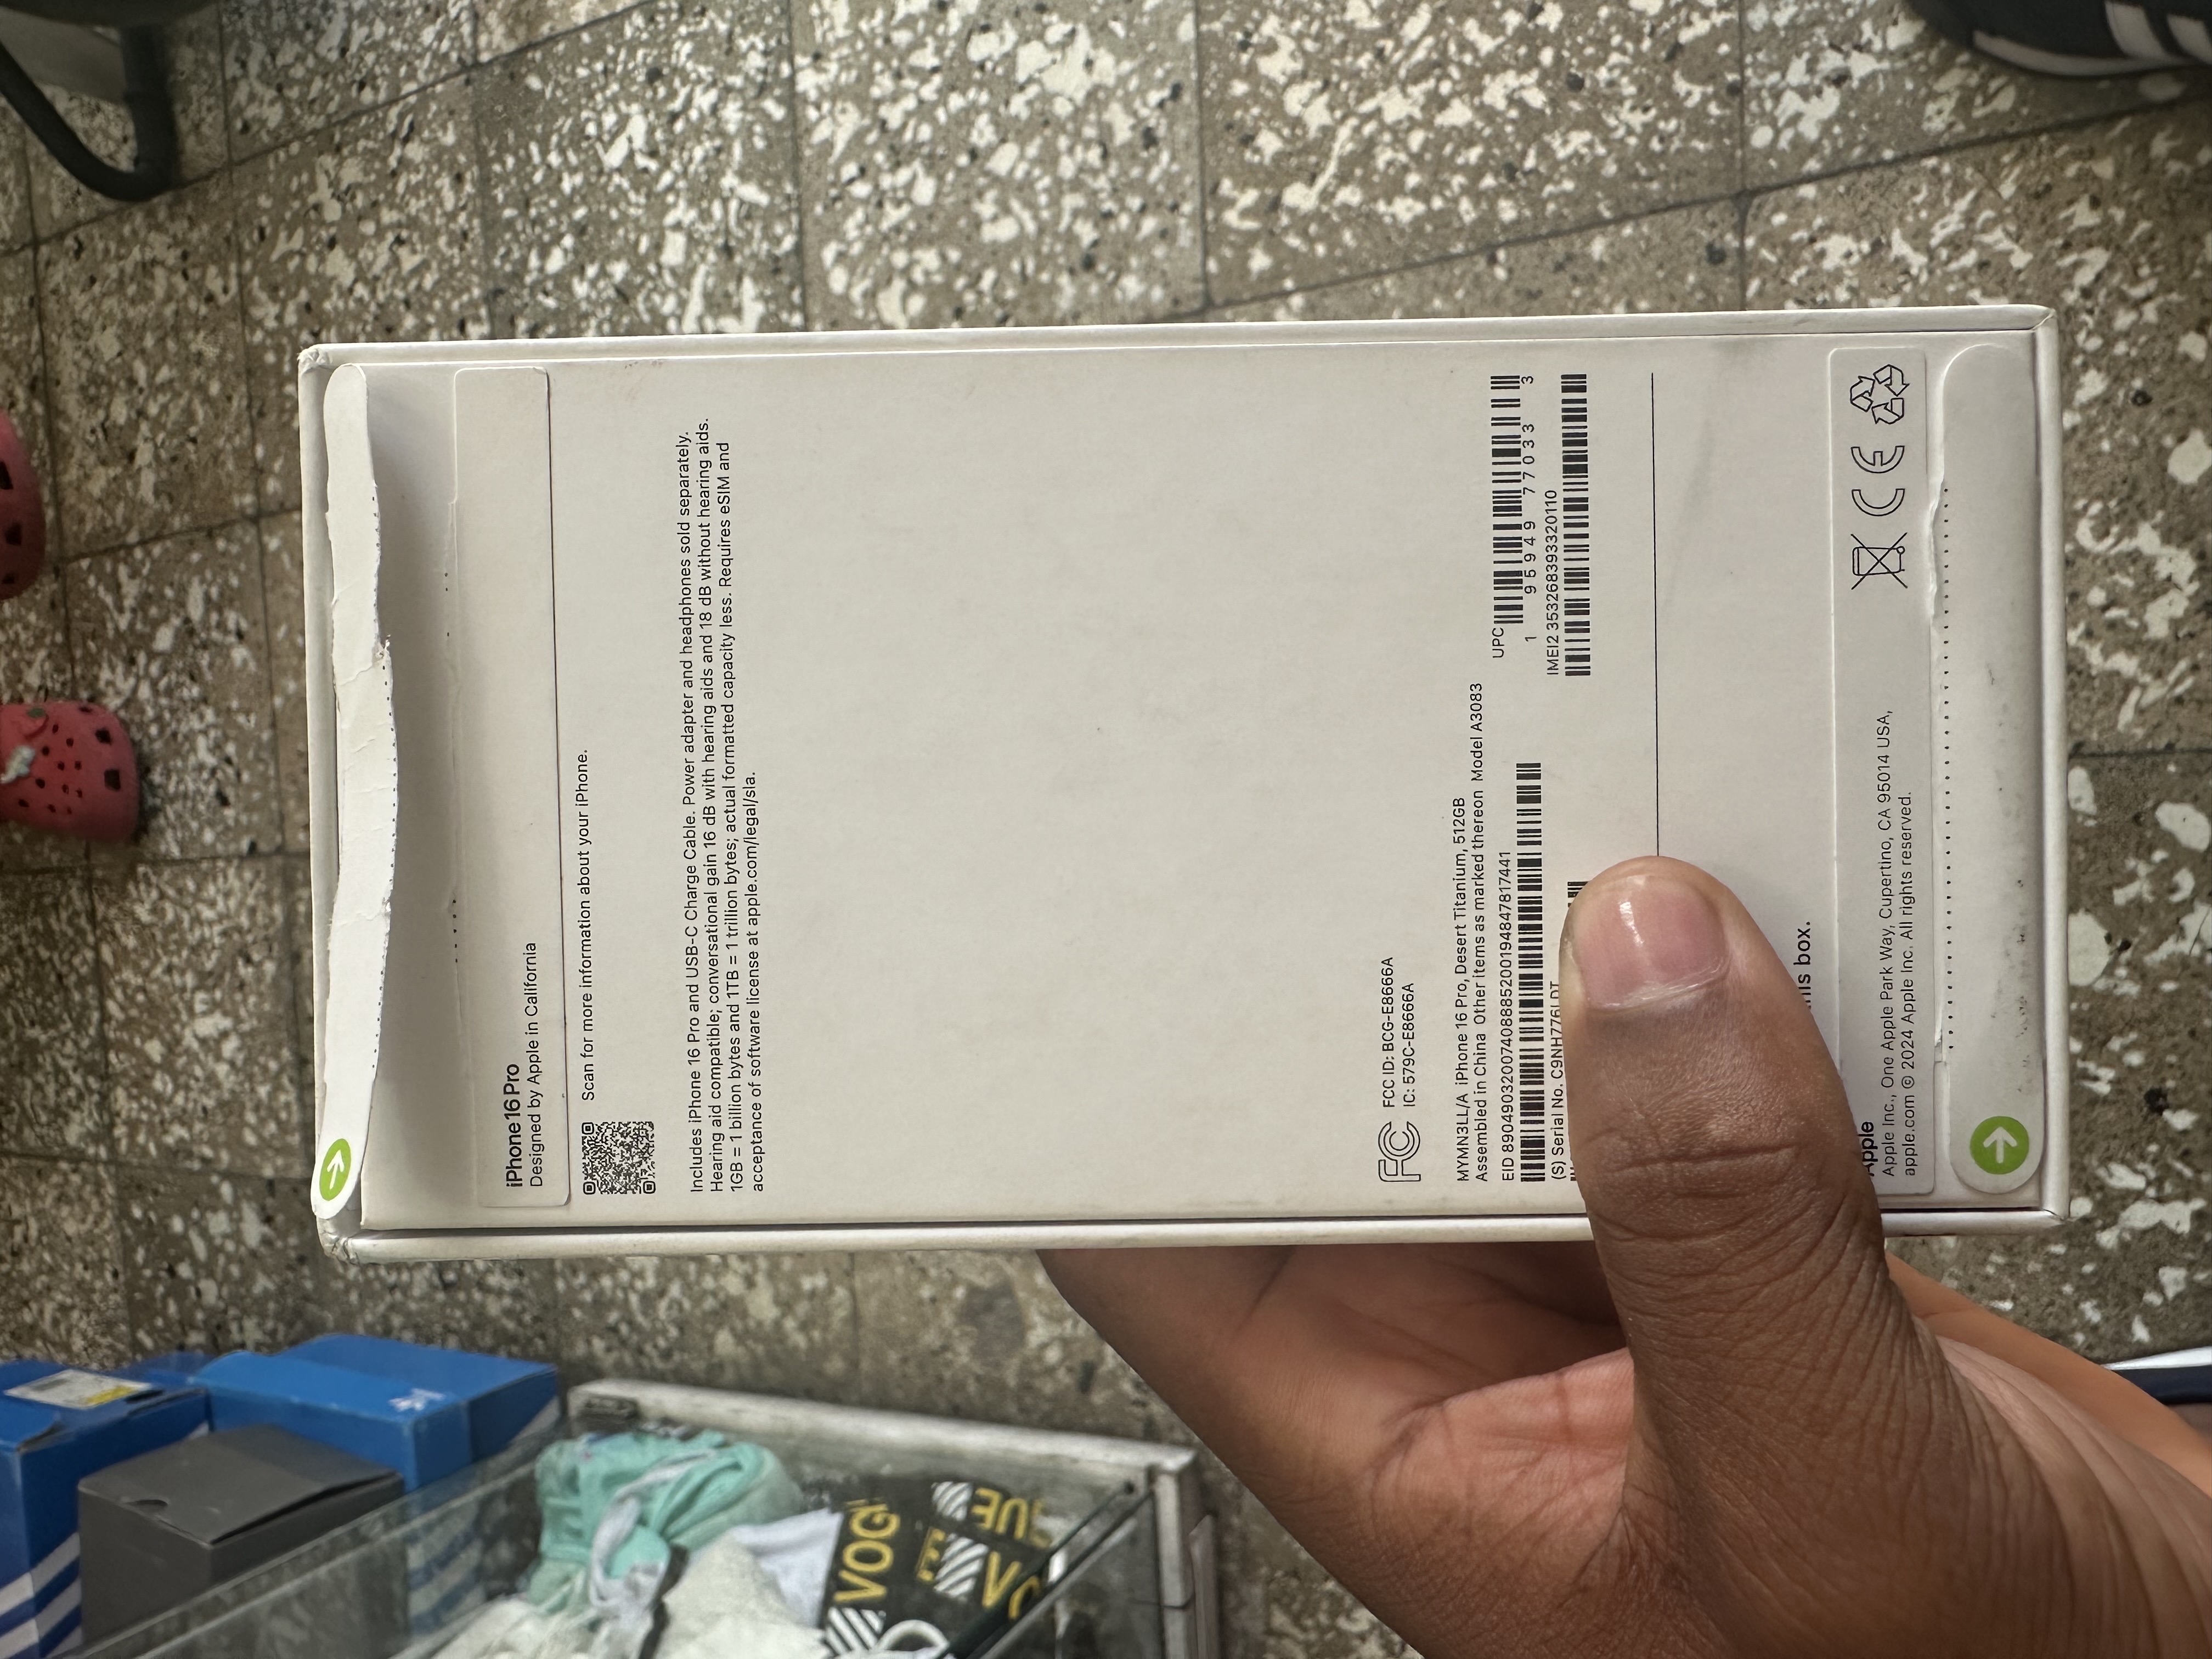 iPhone 16 Pro
Designed by Apple in California
Scan for more information about your iPhone.
Includes iPhone 16 Pro and USB-C Charge Cable. Power adapter and headphones sold separately.
Hearing aid compatible; conversational gain 16 dB with hearing aids and 18 dB without hearing aids.
1GB = 1 billion bytes and 1TB = 1 trillion bytes; actual formatted capacity less. Requires eSIM and
acceptance of software license at apple.com/legal/sla.
FC FCC ID: BCG-E8666A
IC: 579C-E8666A
MYMN3LL/A iPhone 16 Pro, Desert Titanium, 512GB
Assembled in China Other items as marked thereon Model A3083
EID 89049032007408885200194847817441
UPC
1 95949 77033 3
(S) Serial No.
IMEI2 353268393320110
box.
Apple
Apple Inc., One Apple Park Way, Cupertino, CA 95014 USA,
apple.com © 2024 Apple Inc. All rights reserved.
CE
VOGUE